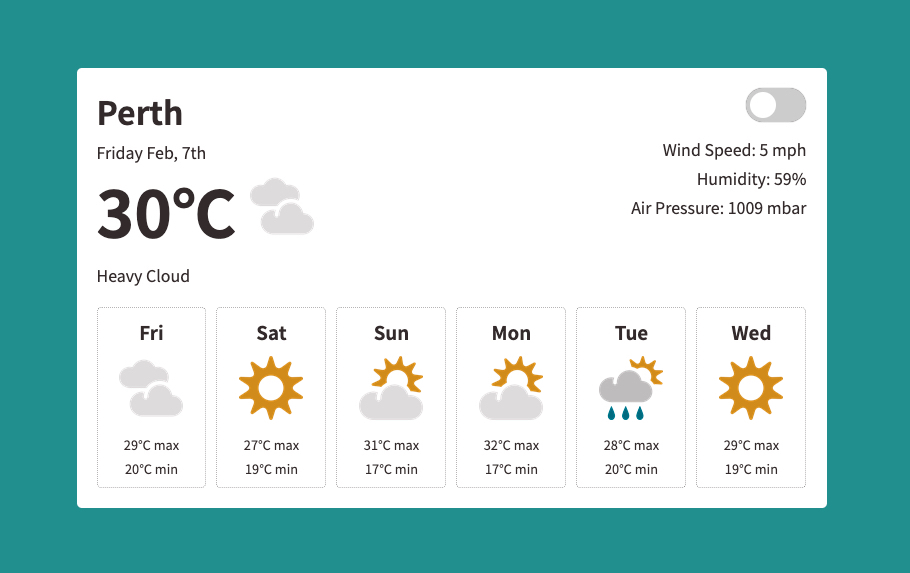 Perth
Friday Feb, 7th
30°C
Heavy Cloud
Wind Speed: 5 mph
Humidity: 59%
Air Pressure: 1009 mbar
Fri
29°C max
20°C min
Sat
27°C max
19°C min
Sun
31°C max
17°C min
Mon
32°C max
17°C min
Tue
28°C max
20°C min
Wed
29°C max
19°C min